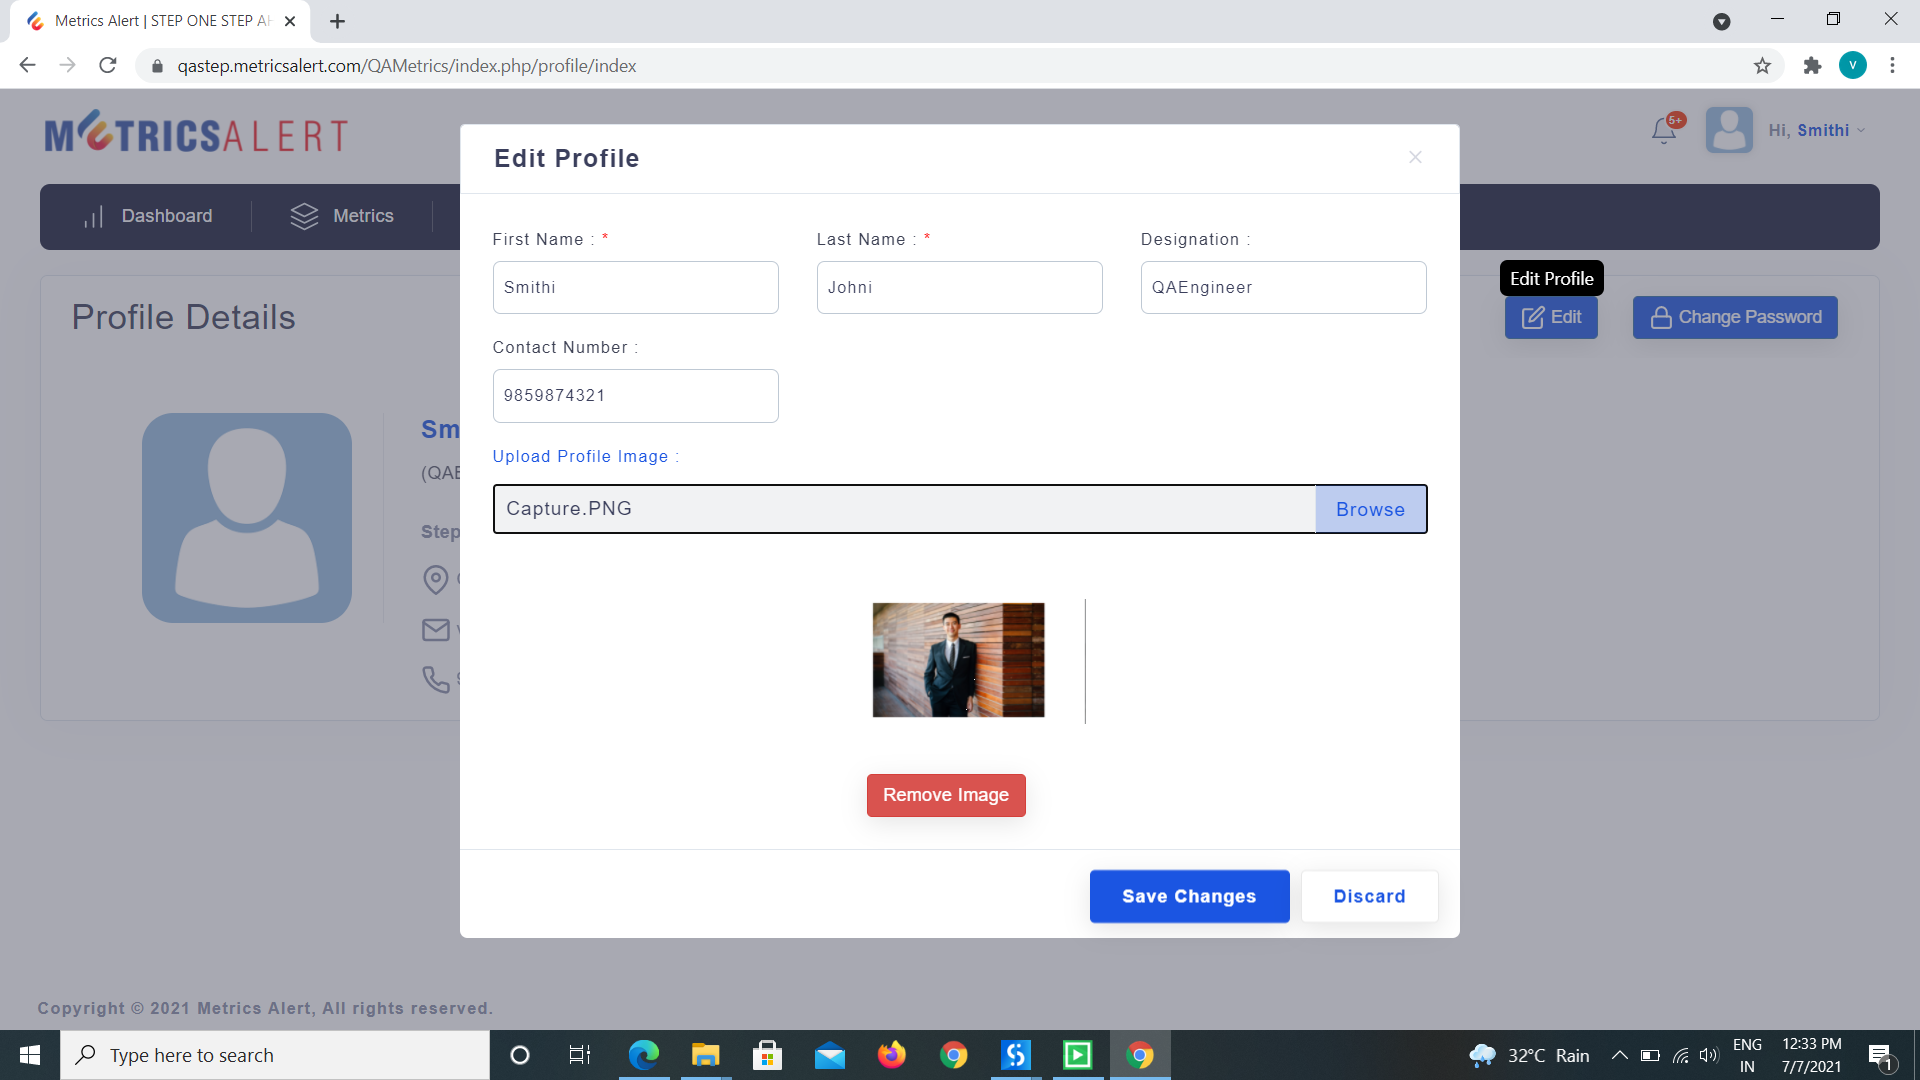 Metrics Alert | STEP ONE STEP AH
qastep.metricsalert.com/QAMetrics/index.php/profile/index
V
METRICSALERT
5+
Hi, Smithi
Dashboard
Metrics
Edit Profile
Profile Details
Edit
Change Password
Sm
(QAE
Step
Edit Profile
First Name : *
Last Name : *
Designation :
Smithi
Johni
QAEngineer
Contact Number :
9859874321
Upload Profile Image :
Capture.PNG
Browse
Remove Image
Save Changes
Discard
Copyright © 2021 Metrics Alert, All rights reserved.
Type here to search
32°C Rain
ENG
IN
12:33 PM
7/7/2021
1